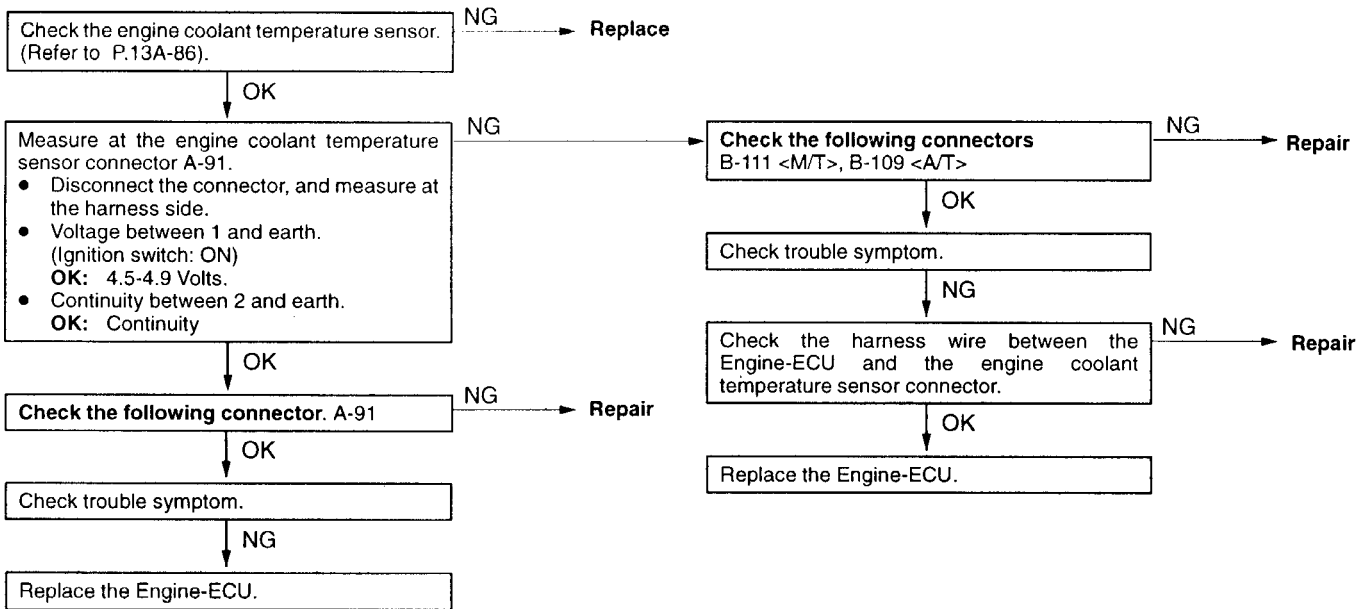 Check the engine coolant temperature sensor.
(Refer to P.13A-86).
NG
Replace
OK
Measure at the engine coolant temperature
sensor connector A-91.
● Disconnect the connector, and measure at
the harness side.
● Voltage between 1 and earth.
(Ignition switch: ON)
OK: 4.5-4.9 Volts.
● Continuity between 2 and earth.
OK: Continuity
NG
OK
Check the following connector. A-91
NG
Repair
OK
Check trouble symptom.
NG
Replace the Engine-ECU.
Check the following connectors
B-111 <M/T>, B-109 <A/T>
NG
Repair
OK
Check trouble symptom.
NG
Check the harness wire between the
Engine-ECU and the engine coolant
temperature sensor connector.
NG
Repair
OK
Replace the Engine-ECU.